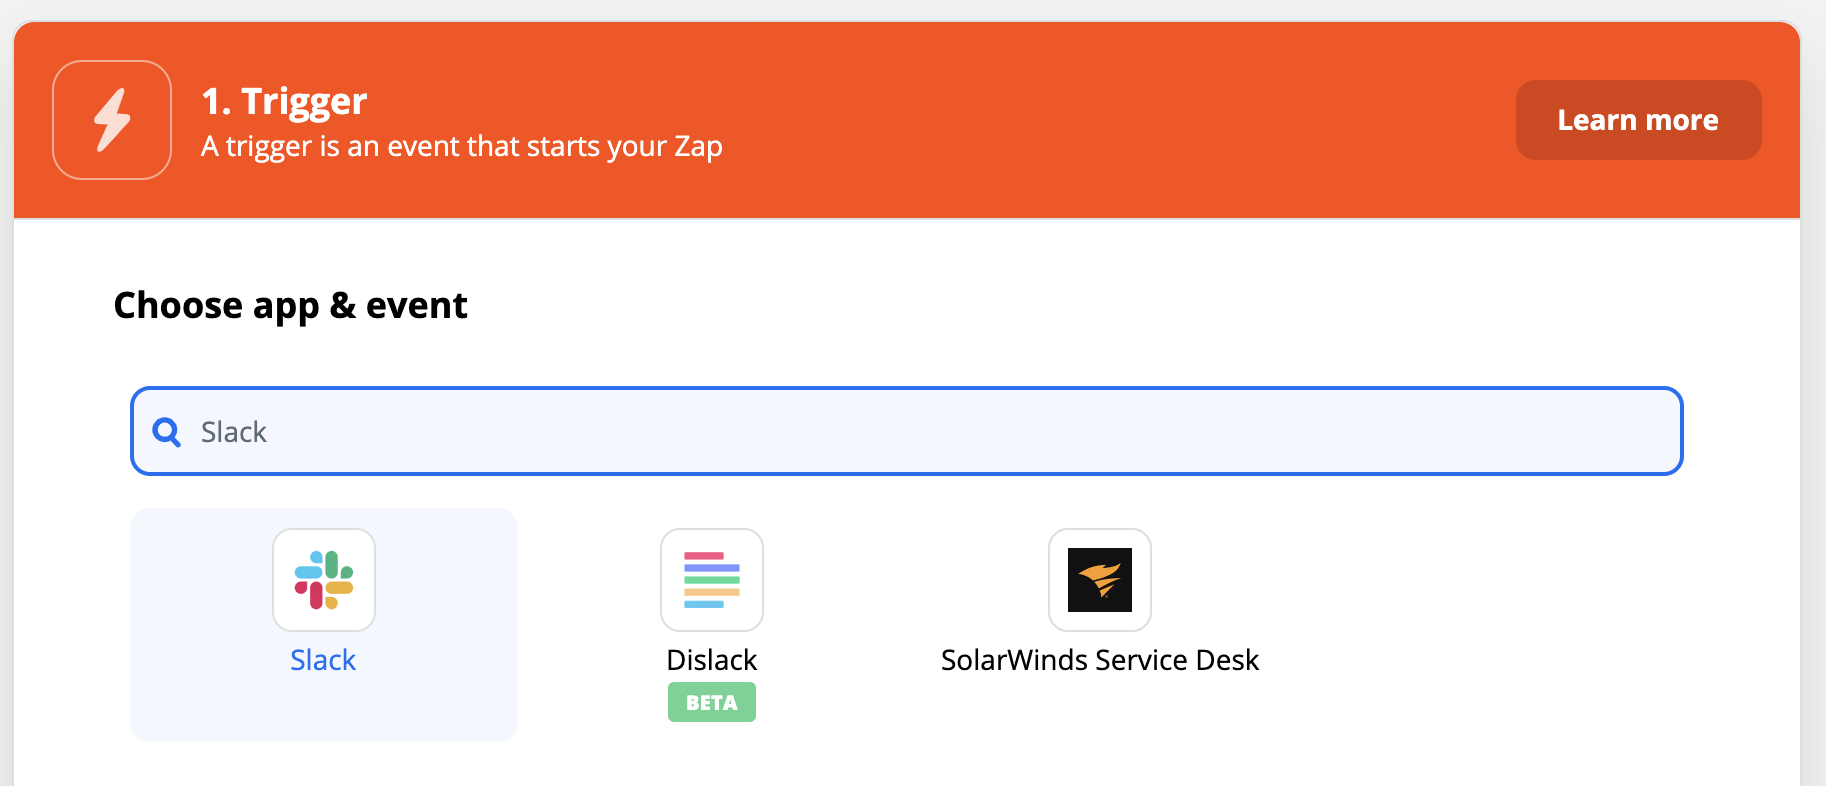 1. Trigger
A trigger is an event that starts your Zap
Learn more
Choose app & event
Slack
Slack
Dislack
SolarWinds Service Desk
BETA